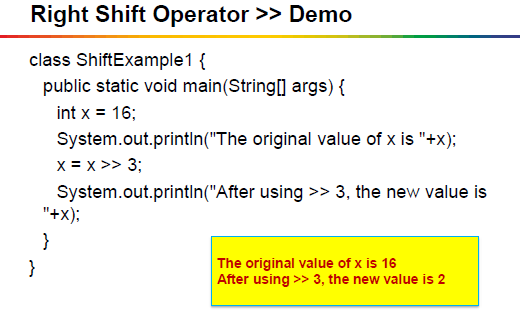 Right Shift Operator >> Demo
class ShiftExample1 {
public static void main(String[] args) {
int x = 16;
System.out.println("The original value of x is "+x);
x = x >> 3;
System.out.println("After using >> 3, the new value is
"+x);
}
}
The original value of x is 16
After using >> 3, the new value is 2